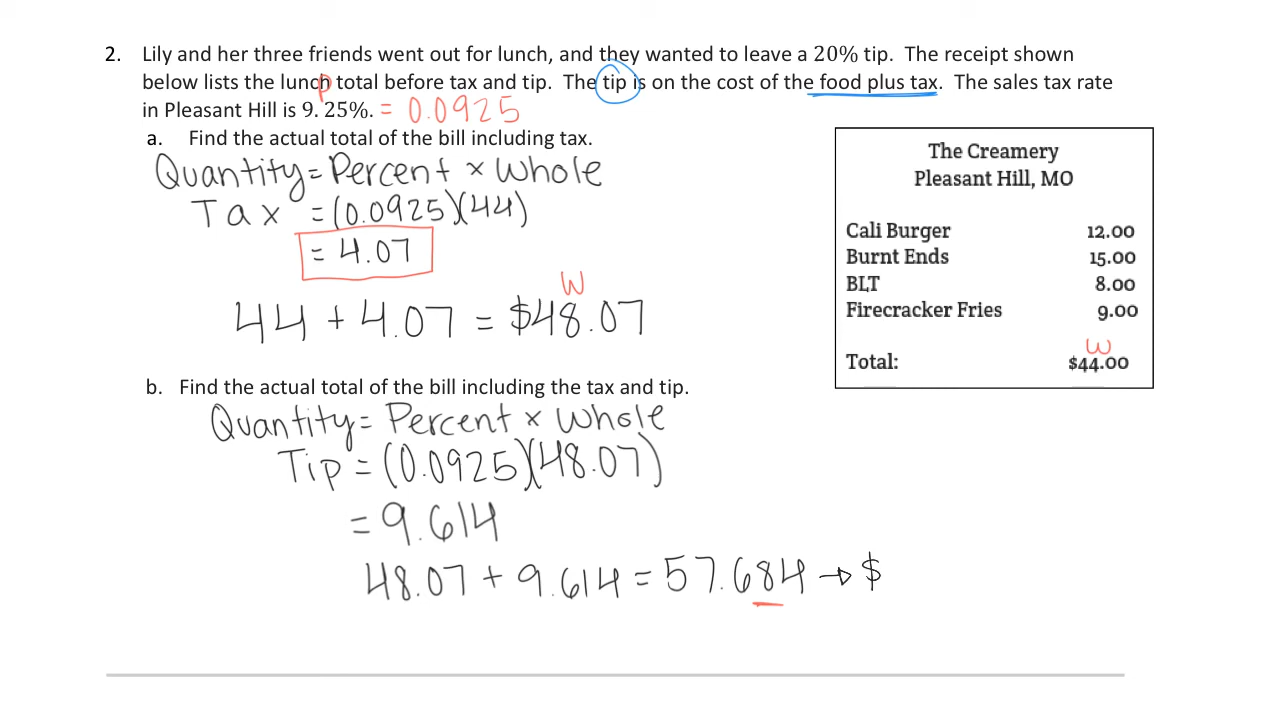 2. Lily and her three friends went out for lunch, and they wanted to leave a 20% tip. The receipt shown
below lists the lunch total before tax and tip. The tip is on the cost of the food plus tax. The sales tax rate
P
in Pleasant Hill is 9.25%. = 0.0925
a. Find the actual total of the bill including tax.
Quantity = Percent × Whole
Tax = (0.0925)(44)
= 4.07
W
44 + 4.07 = $48.07
The Creamery
Pleasant Hill, MO
Cali Burger 12.00
Burnt Ends 15.00
BLT 8.00
Firecracker Fries 9.00
W
Total: $44.00
b. Find the actual total of the bill including the tax and tip.
Quantity = Percent × Whole
Tip = (0.0925)(48.07)
= 9.614
48.07 + 9.614 = 57.684 → $